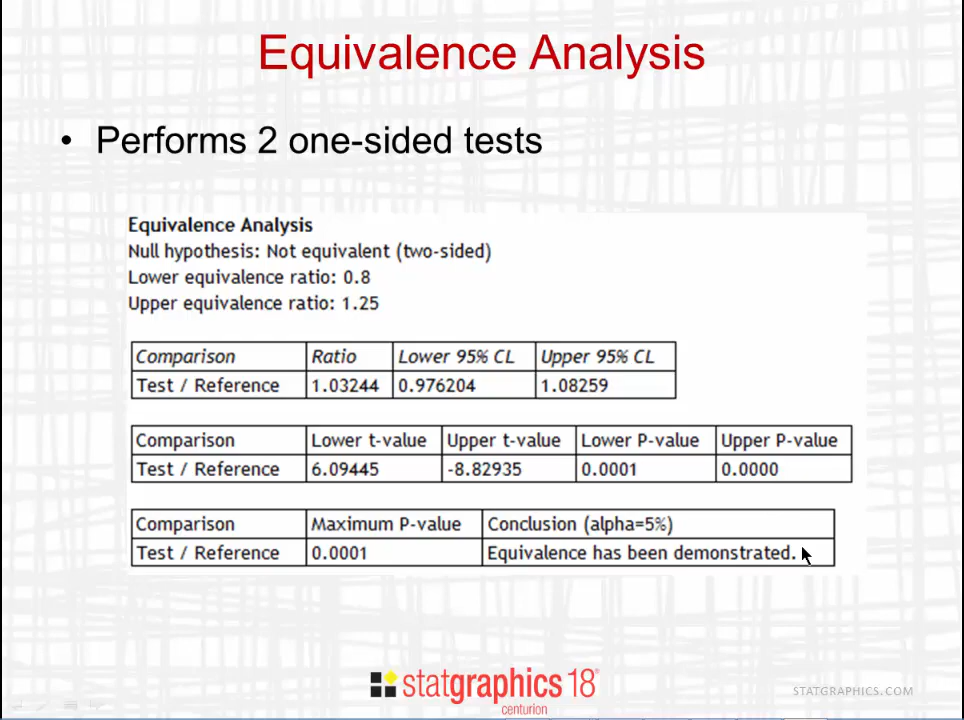 Equivalence Analysis
• Performs 2 one-sided tests
Equivalence Analysis
Null hypothesis: Not equivalent (two-sided)
Lower equivalence ratio: 0.8
Upper equivalence ratio: 1.25
Comparison Ratio Lower 95% CL Upper 95% CL
Test / Reference 1.03244 0.976204 1.08259
Comparison Lower t-value Upper t-value Lower P-value Upper P-value
Test / Reference 6.09445 -8.82935 0.0001 0.0000
Comparison Maximum P-value Conclusion (alpha=5%)
Test / Reference 0.0001 Equivalence has been demonstrated.
statgraphics 18®
centurion
STATGRAPHICS.COM